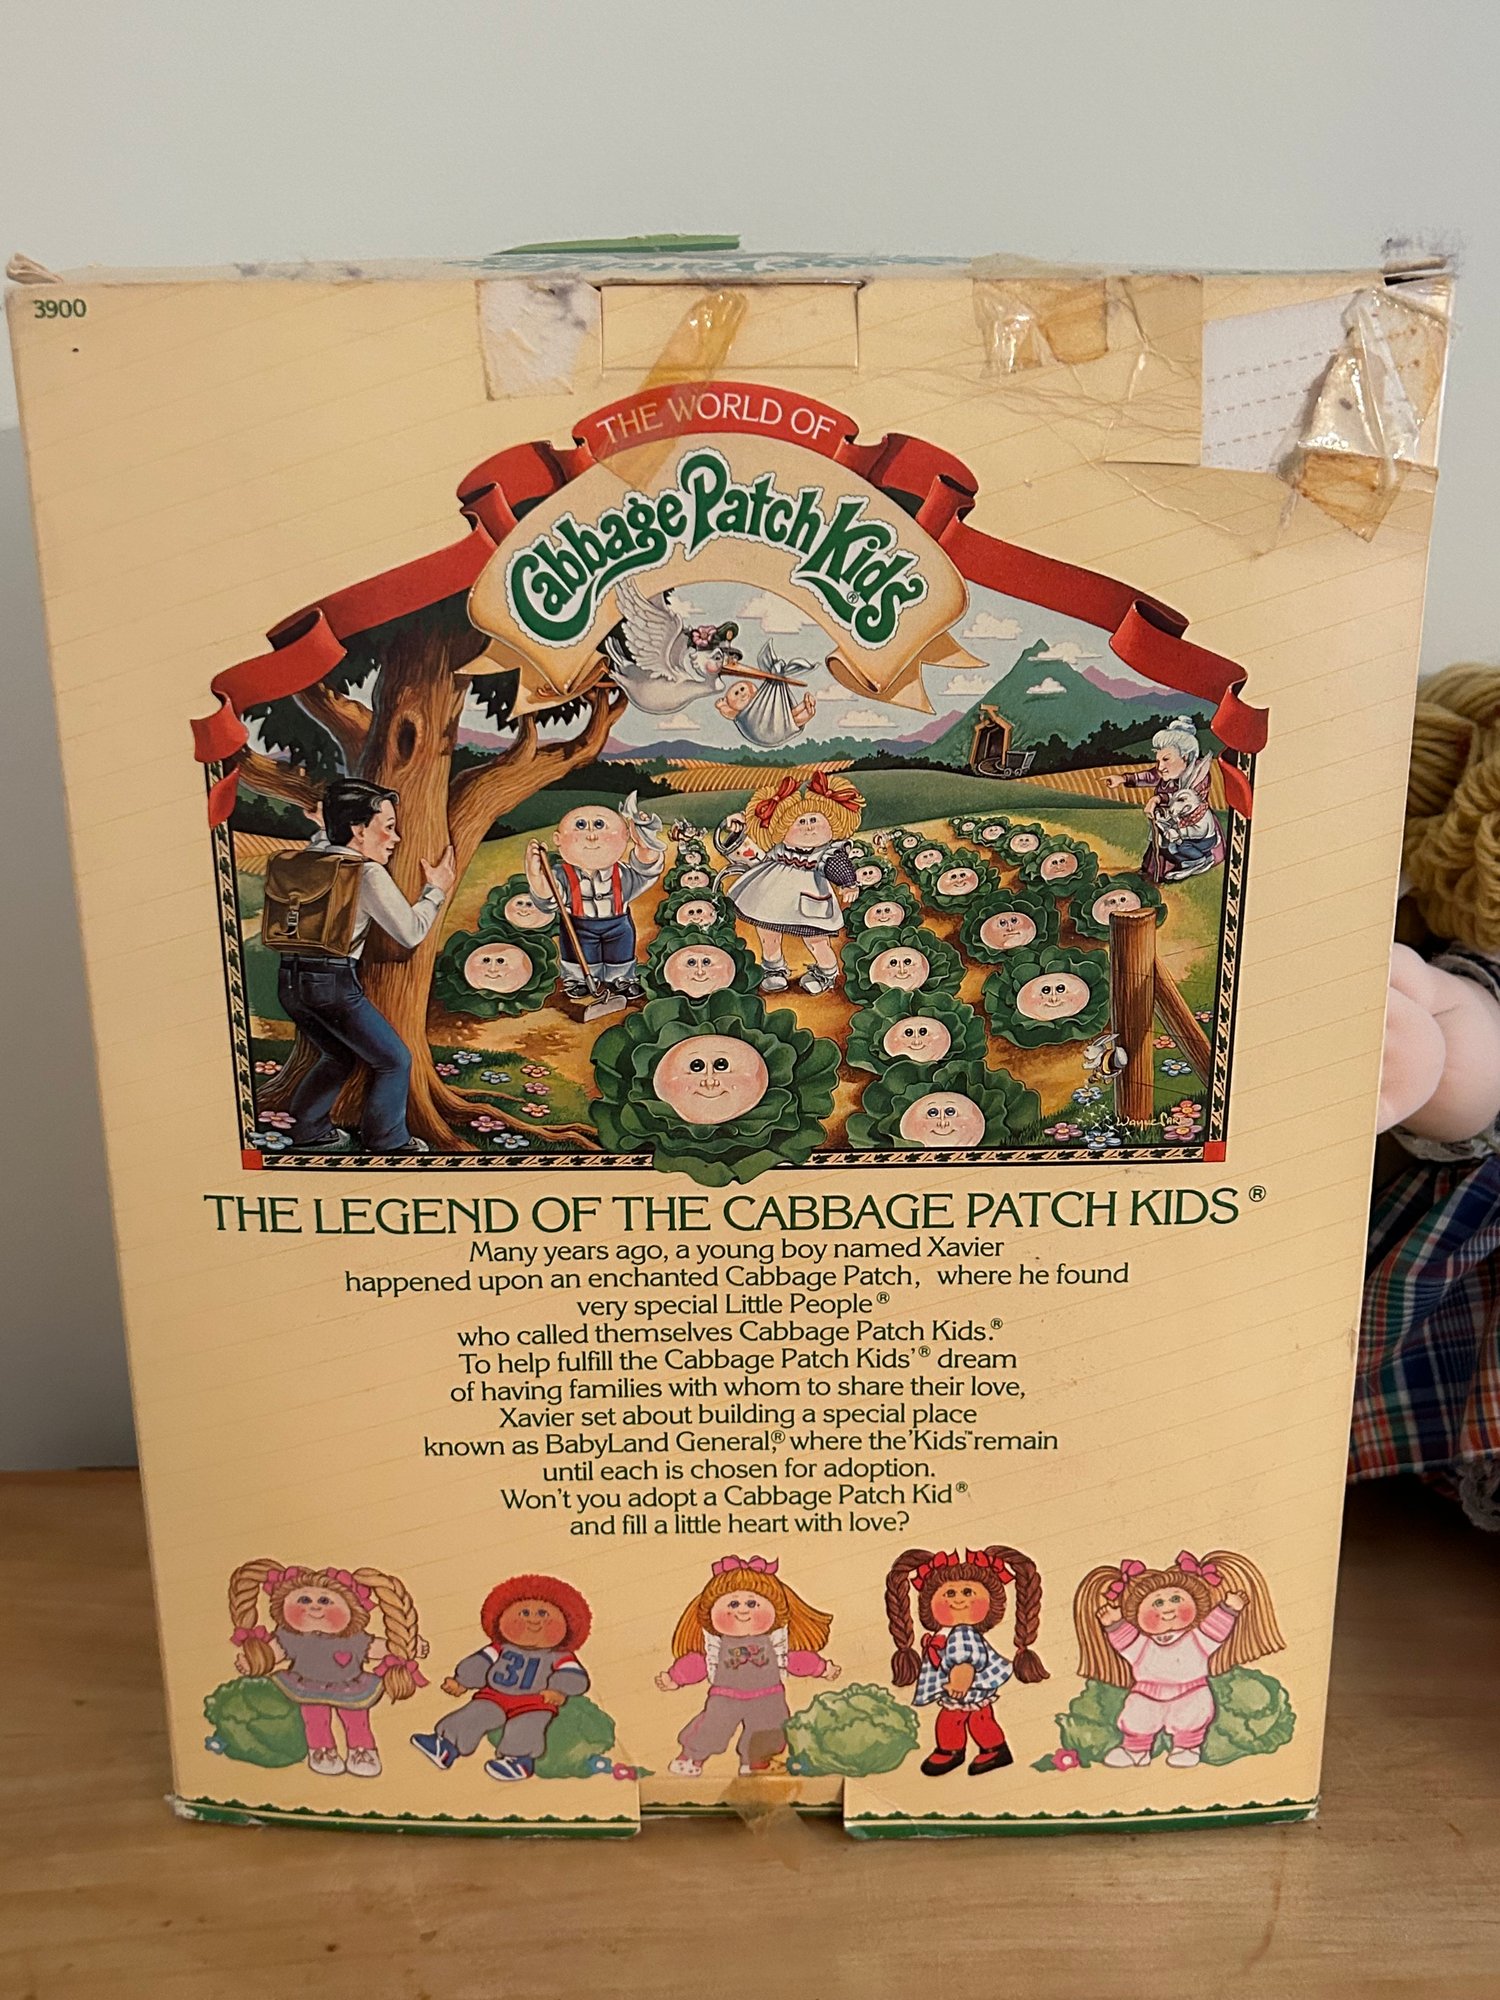 3900
THE WORLD OF
Cabbage Patch Kids®
THE LEGEND OF THE CABBAGE PATCH KIDS®
Many years ago, a young boy named Xavier
happened upon an enchanted Cabbage Patch, where he found
very special Little People®
who called themselves Cabbage Patch Kids.®
To help fulfill the Cabbage Patch Kids'® dream
of having families with whom to share their love,
Xavier set about building a special place
known as BabyLand General,® where the 'Kids™ remain
until each is chosen for adoption.
Won't you adopt a Cabbage Patch Kid®
and fill a little heart with love?
31